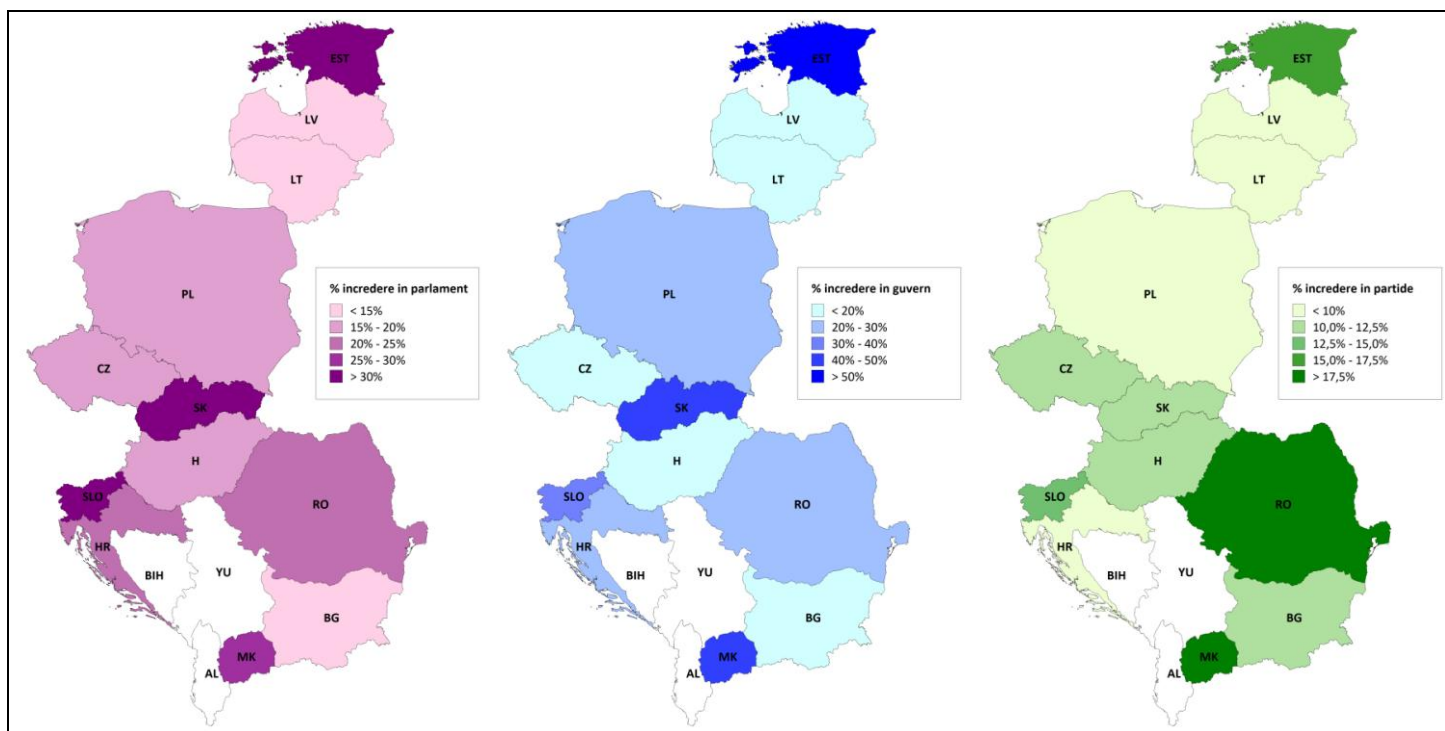 EST
LV
LT
PL
CZ
SK
H
SLO
RO
HR
BIH
YU
BG
MK
AL
% incredere in parlament
< 15%
15% - 20%
20% - 25%
25% - 30%
> 30%
EST
LV
LT
PL
CZ
SK
H
SLO
RO
HR
BIH
YU
BG
MK
AL
% incredere in guvern
< 20%
20% - 30%
30% - 40%
40% - 50%
> 50%
EST
LV
LT
PL
CZ
SK
H
SLO
RO
HR
BIH
YU
BG
MK
AL
% incredere in partide
< 10%
10,0% - 12,5%
12,5% - 15,0%
15,0% - 17,5%
> 17,5%